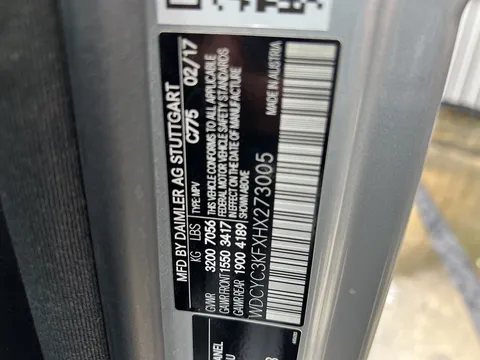 MFD BY DAIMLER AG STUTTGART
C775 02/17
KG LBS TYPE:MPV
GVWR 3200 7056
GAWR FRONT 1550 3417
GAWR REAR 1900 4189
THIS VEHICLE CONFORMS TO ALL APPLICABLE
FEDERAL MOTOR VEHICLE SAFETY STANDARDS
IN EFFECT ON THE DATE OF MANUFACTURE
SHOWN ABOVE
WDCYC3KFXHX273005
MADE IN AUSTRIA